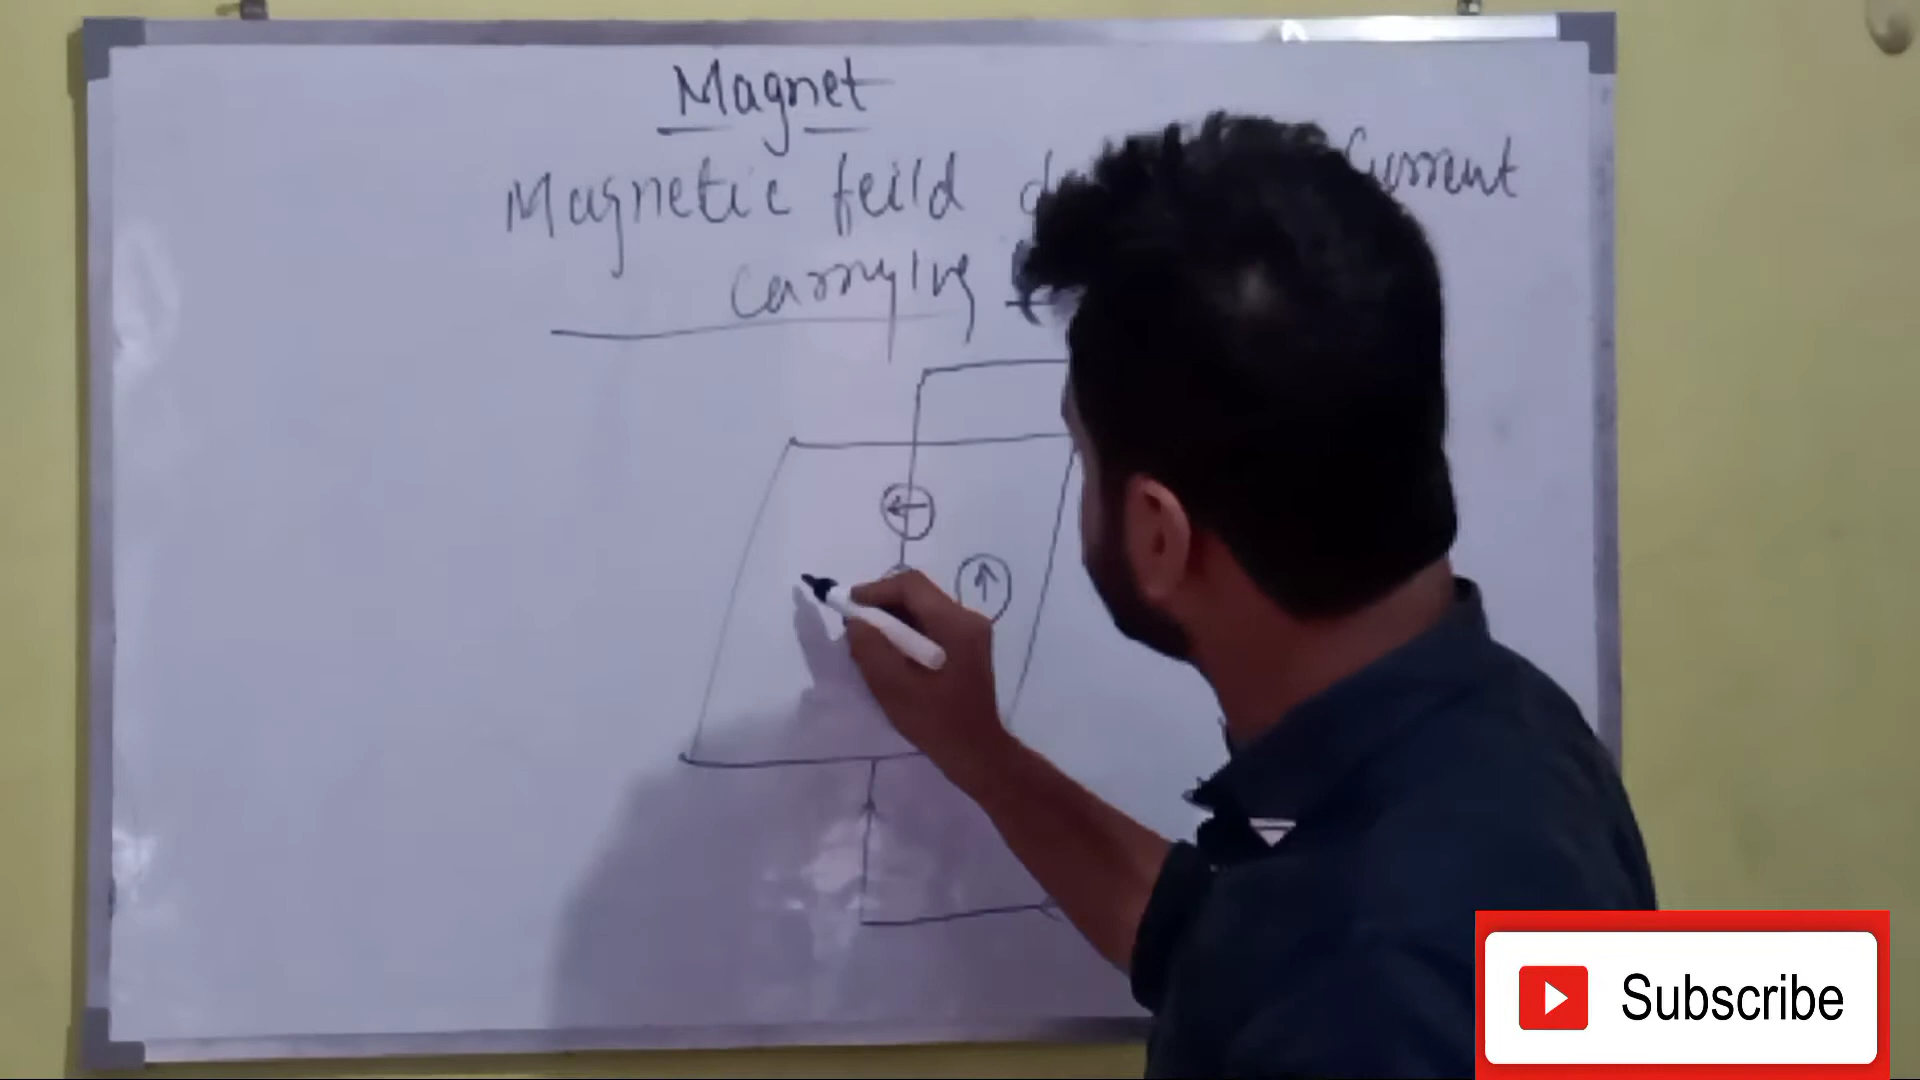 Magnet
Magnetic feild Current
carrying
Subscribe